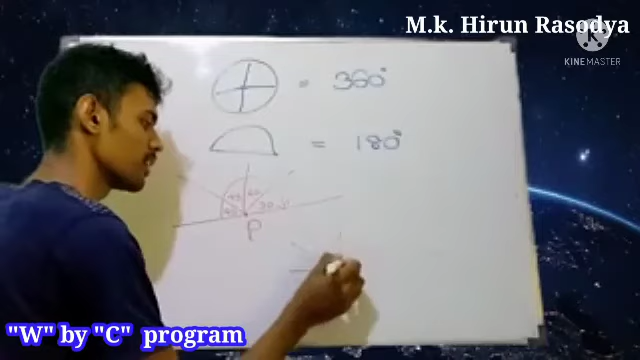 M.k. Hirun Rasodya
KINEMASTER
= 360°
= 180°
P
"W" by "C" program